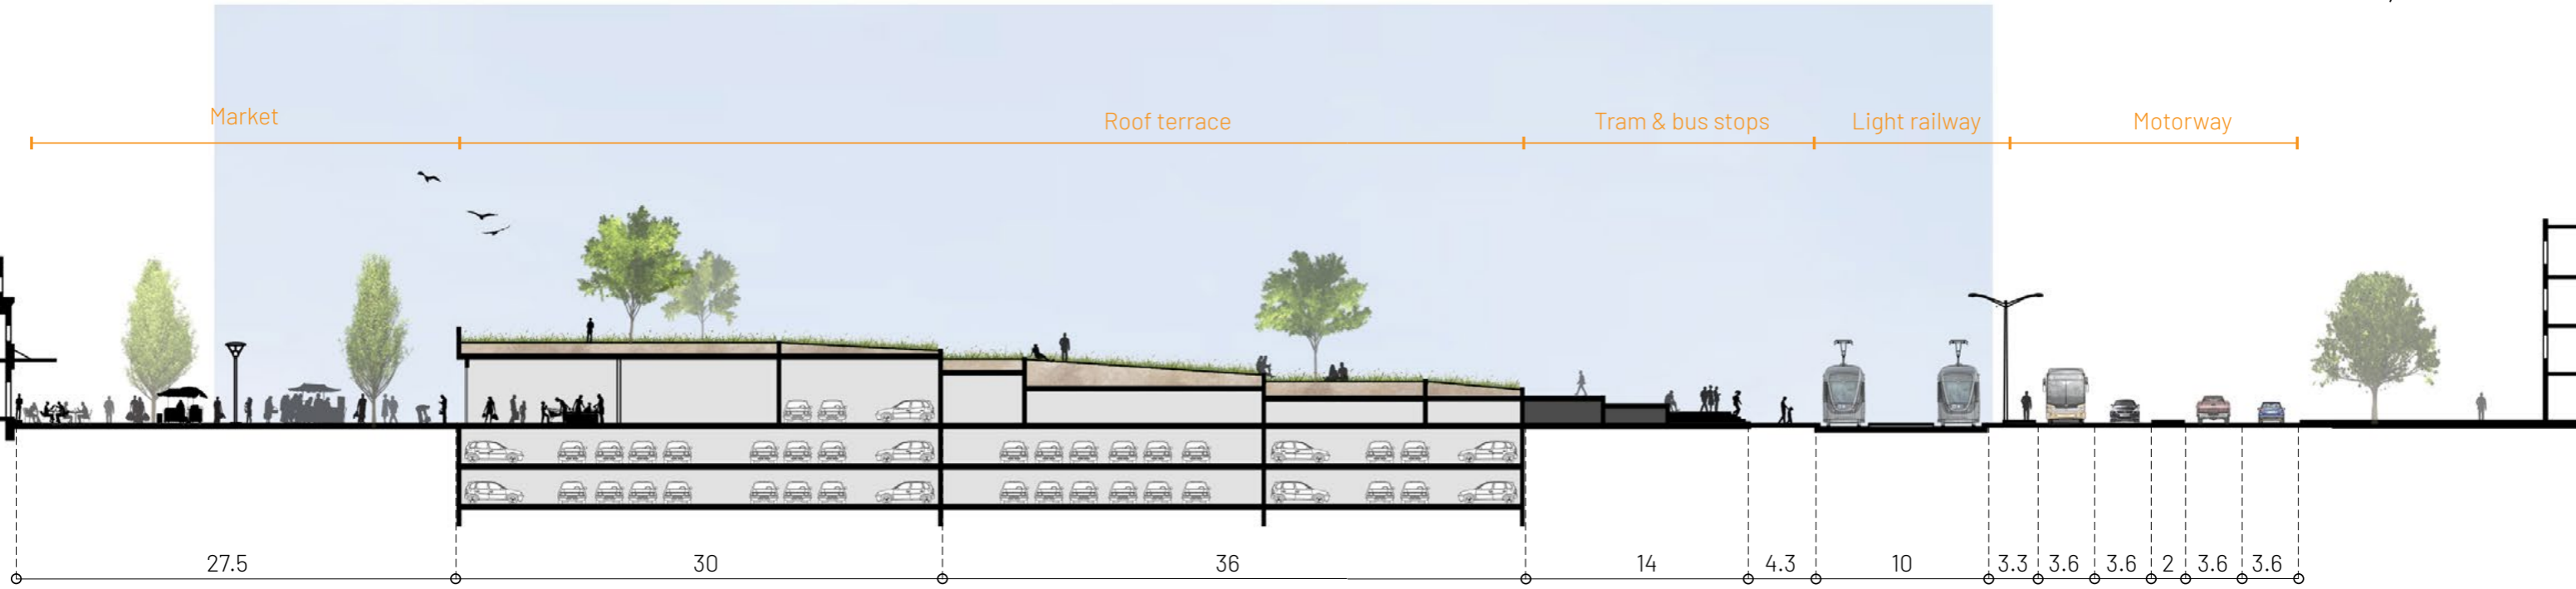 Market
Roof terrace
Tram & bus stops
Light railway
Motorway
27.5
30
36
14
4.3
10
3.3
3.6
3.6
2
3.6
3.6